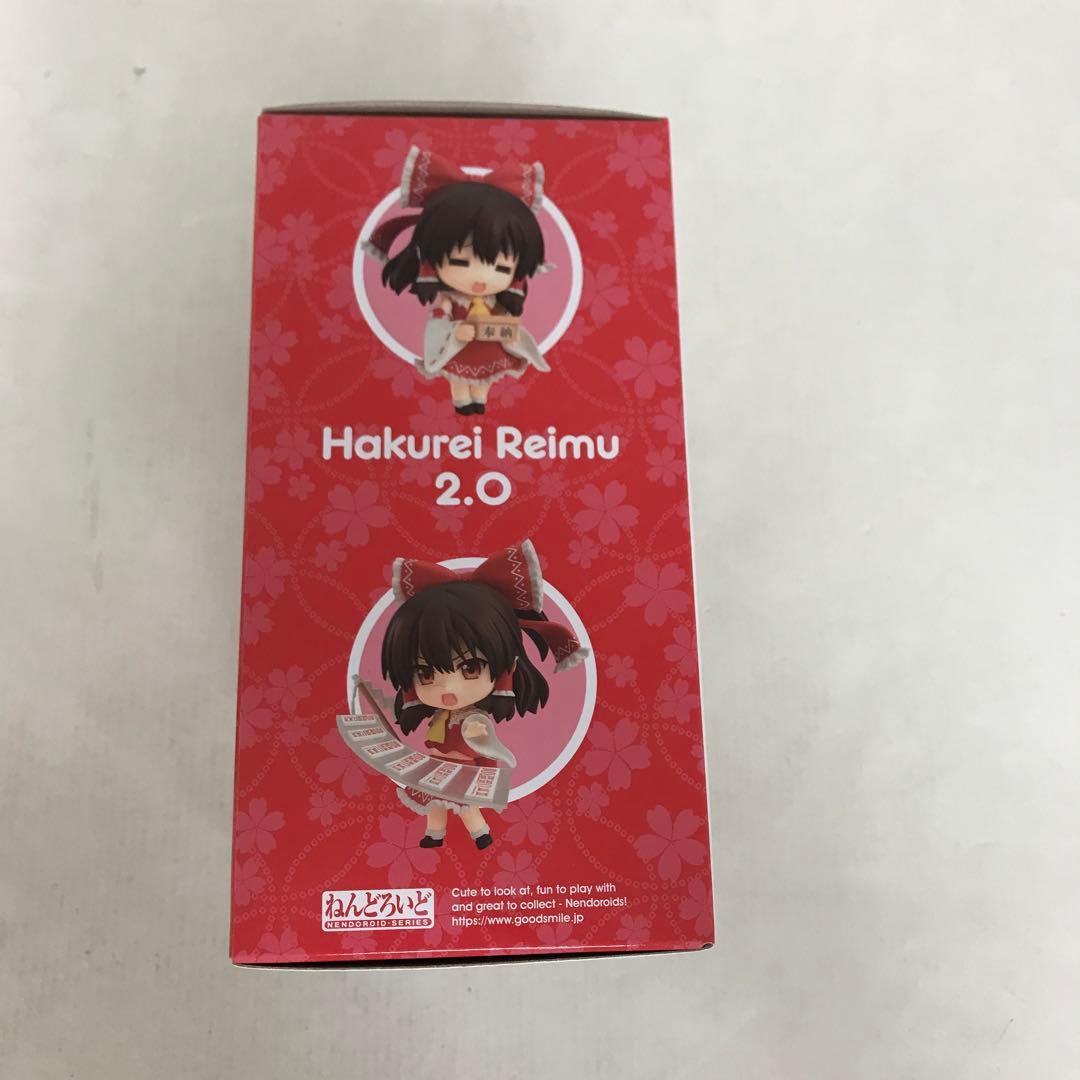 奉納
Hakurei Reimu
2.0
ねんどろいど
NENDOROID·SERIES
Cute to look at, fun to play with
and great to collect - Nendoroids!
https://www.goodsmile.jp